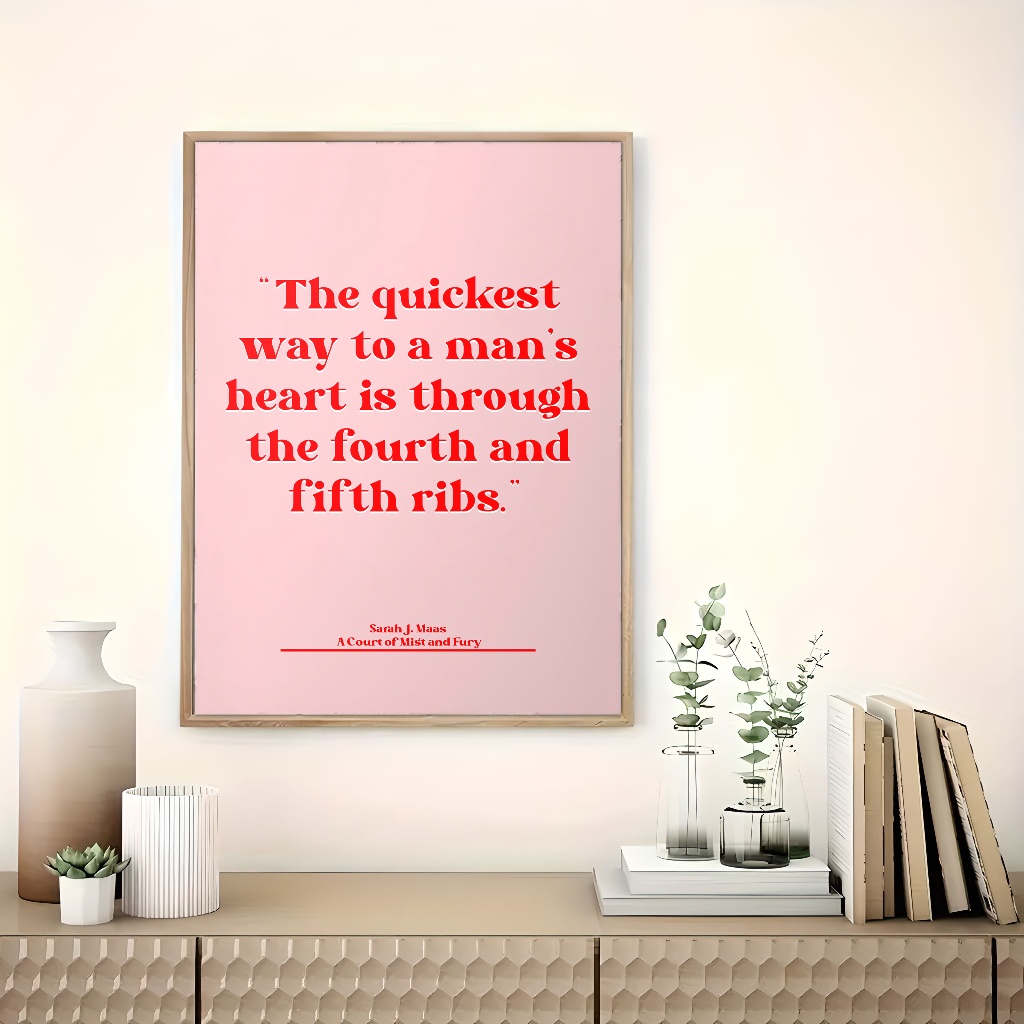 “The quickest
way to a man’s
heart is through
the fourth and
fifth ribs.”
Sarah J. Maas
A Court of Mist and Fury